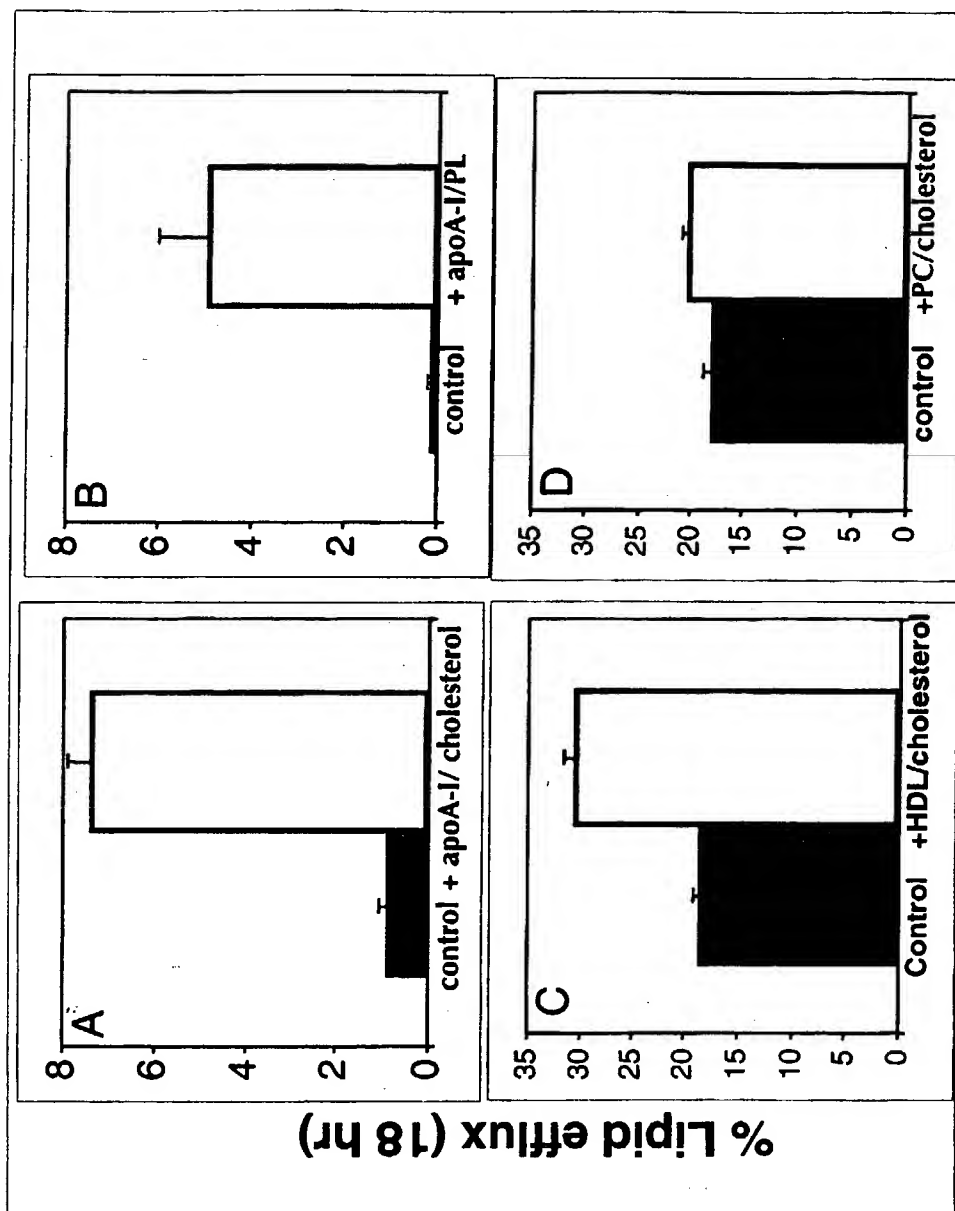 % Lipid efflux (18 hr)
A
8
6
4
2
0
control + apoA-I/ cholesterol
B
8
6
4
2
0
control + apoA-I/PL
C
35
30
25
20
15
10
5
0
Control +HDL/cholesterol
D
35
30
25
20
15
10
5
0
control +PC/cholesterol